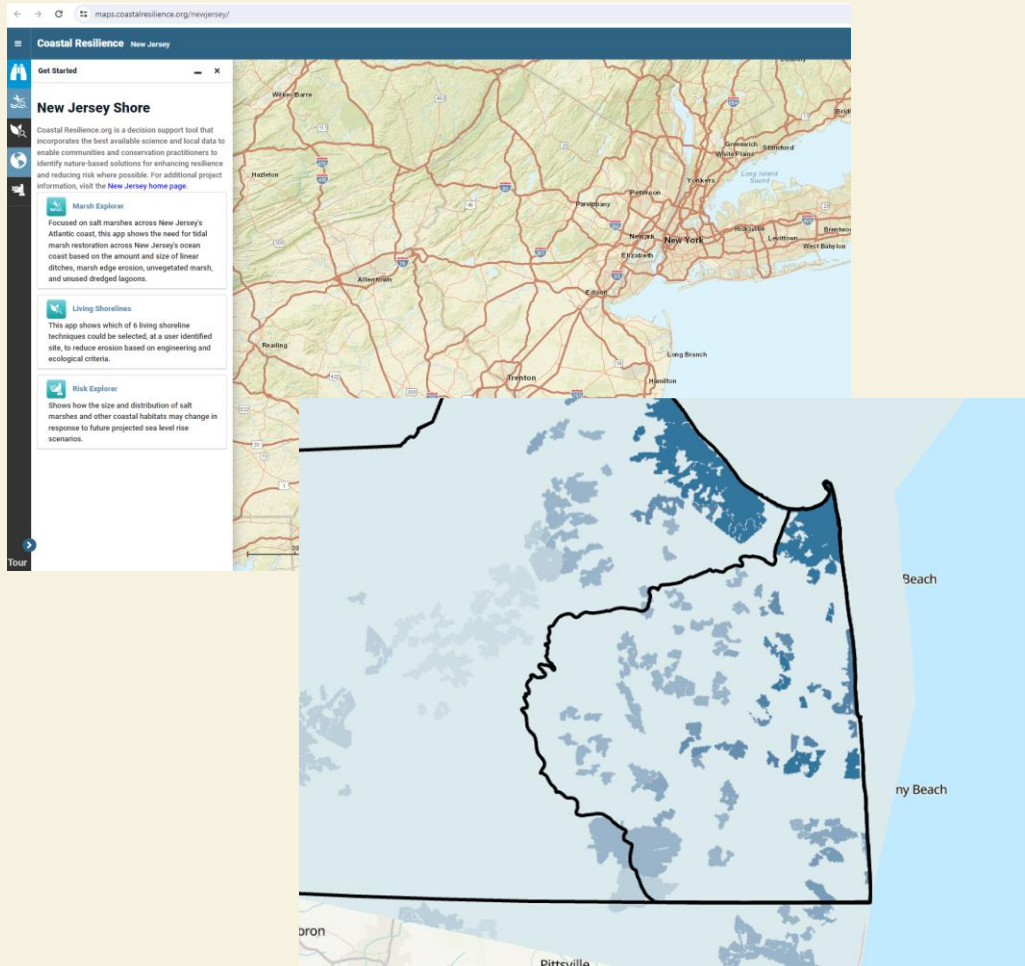 maps.coastalresilience.org/newjersey/
Coastal Resilience New Jersey
Get Started
New Jersey Shore
Coastal Resilience.org is a decision support tool that
incorporates the best available science and local data to
enable communities and conservation practitioners to
identify nature-based solutions for enhancing resilience
and reducing risk where possible. For additional project
information, visit the New Jersey home page.
Marsh Explorer
Focused on salt marshes across New Jersey's
Atlantic coast, this app shows the need for tidal
marsh restoration across New Jersey's ocean
coast based on the amount and size of linear
ditches, marsh edge erosion, unvegetated marsh,
and unused dredged lagoons.
Living Shorelines
This app shows which of 6 living shoreline
techniques could be selected, at a user identified
site, to reduce erosion based on engineering and
ecological criteria.
Risk Explorer
Shows how the size and distribution of salt
marshes and other coastal habitats may change in
response to future projected sea level rise
scenarios.
Tour
Wilkes Barre
Hazleton
Allentown
Reading
Trenton
Greenwich Stamford
White Plains
Long Island
Sound
Yonkers
Paterson
Parsippany
Newark
New York
Elizabeth
Edison
Hicksville
Levittown
West Babylon
Long Branch
Hamilton
Beach
ny Beach
bron
Pittsville